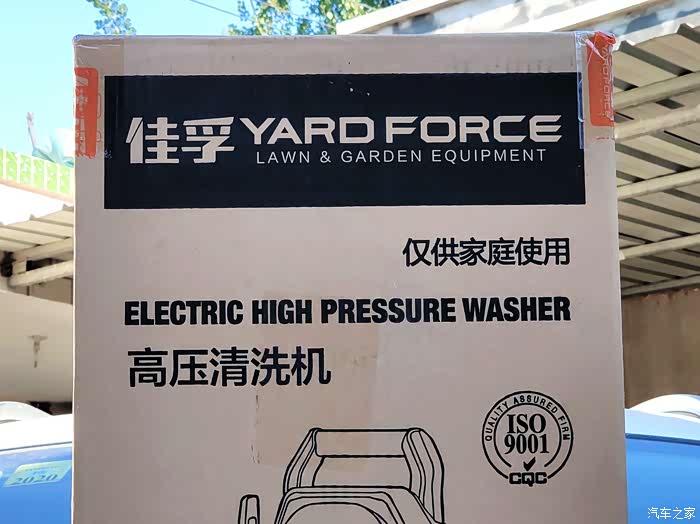 佳孚 YARD FORCE
LAWN & GARDEN EQUIPMENT
仅供家庭使用
ELECTRIC HIGH PRESSURE WASHER
高压清洗机
QUALITY ASSURED FIRM
ISO
9001
CQC
2020
汽车之家